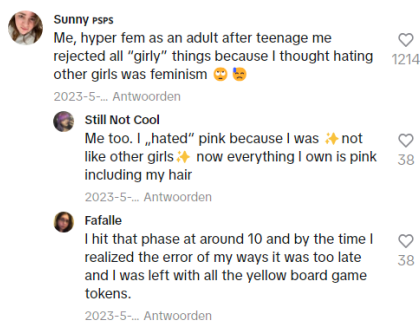 Sunny PSPS
Me, hyper fem as an adult after teenage me
rejected all “girly” things because I thought hating
other girls was feminism 🙄 😓
1214
2023-5-... Antwoorden
Still Not Cool
Me too. I „hated” pink because I was ✨not
like other girls✨ now everything I own is pink
including my hair
38
2023-5-... Antwoorden
Fafalle
I hit that phase at around 10 and by the time I
realized the error of my ways it was too late
and I was left with all the yellow board game
tokens.
38
2023-5-... Antwoorden